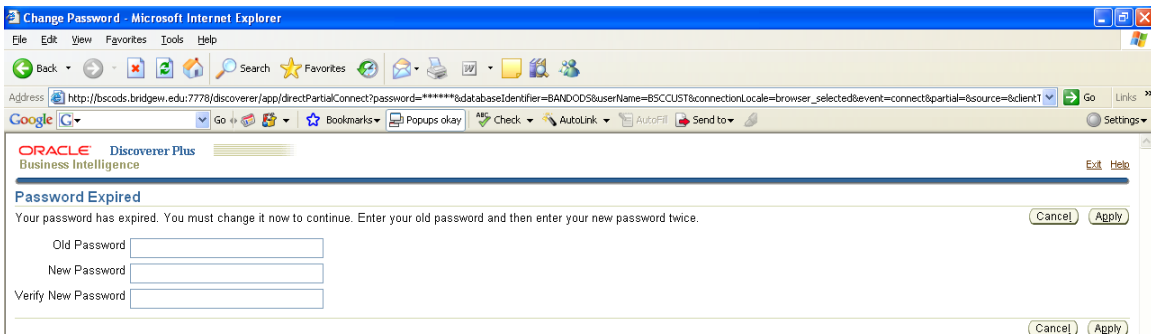 Change Password - Microsoft Internet Explorer
File Edit View Favorites Tools Help
Back Search Favorites
Address http://bscods.bridgew.edu:7778/discoverer/app/directPartialConnect?password=******&databaseIdentifier=BANDODS&userName=BSCCUST&connectionLocale=browser_selected&event=connect&partial=&source=&clientT Go Links »
Google G Go Bookmarks Popups okay ABC Check AutoLink AutoFill Send to Settings
ORACLE Discoverer Plus
Business Intelligence
Exit Help
Password Expired
Your password has expired. You must change it now to continue. Enter your old password and then enter your new password twice. Cancel Apply
Old Password
New Password
Verify New Password
Cancel Apply